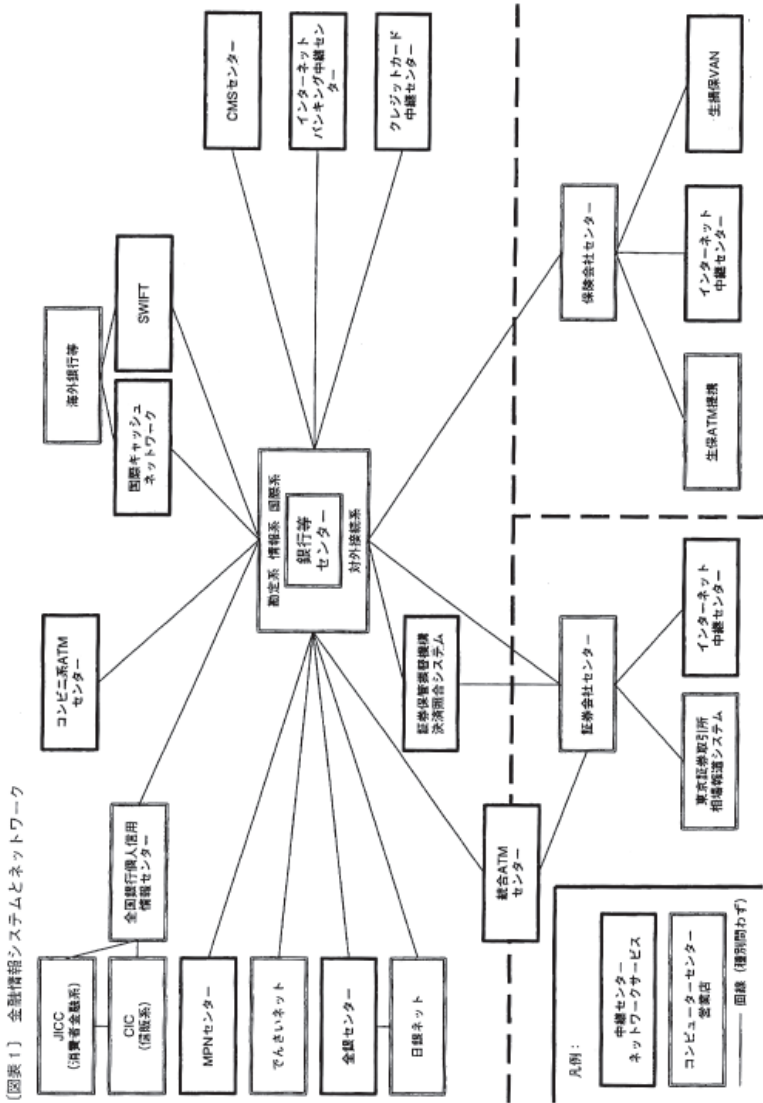 〔図表1〕 金融情報システムとネットワーク
JICC
(消費者金融系)
CIC
(信販系)
全国銀行個人信用
情報センター
コンビニ系ATM
センター
海外銀行等
国際キャッシュ
ネットワーク
SWIFT
MPNセンター
でんさいネット
全銀センター
日銀ネット
勘定系 情報系 国際系
銀行等
センター
対外接続系
CMSセンター
インターネット
バンキング中継セン
ター
クレジットカード
中継センター
統合ATM
センター
証券保管振替機構
決済照合システム
証券会社センター
東京証券取引所
相場報道システム
インターネット
中継センター
保険会社センター
生保ATM提携
インターネット
中継センター
生損保VAN
凡例:
中継センター
ネットワークサービス
コンピューターセンター
営業店
回線 (種別問わず)